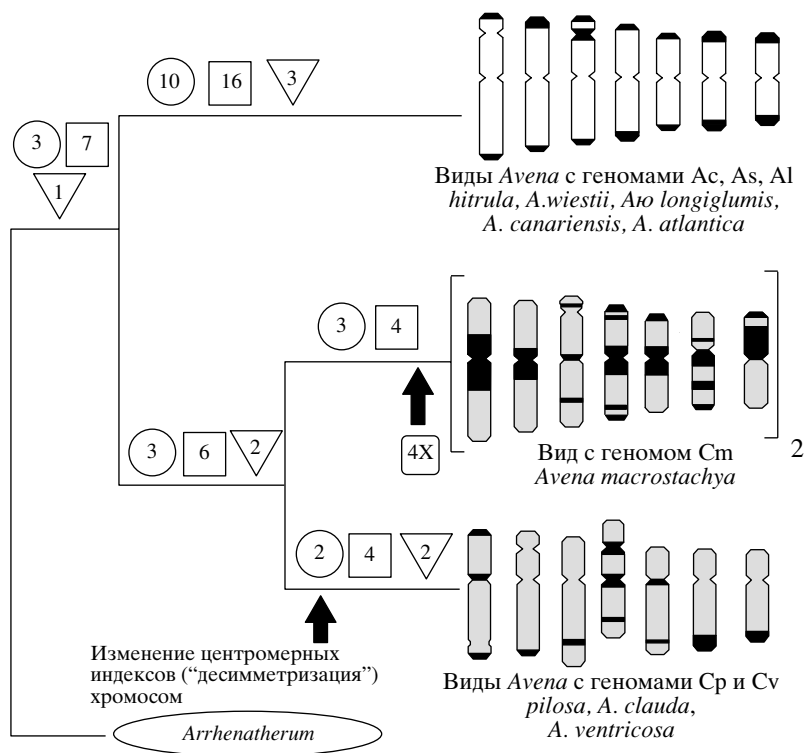 10 16 3
3 7
1
Виды Avena с геномами Ac, As, Al
hitrula, A.wiestii, Аю longiglumis,
A. canariensis, A. atlantica
3 4
4X
2
Вид с геномом Cm
Avena macrostachya
3 6 2
2 4 2
Изменение центромерных
индексов (“десимметризация”)
хромосом
Виды Avena с геномами Cp и Cv
pilosa, A. clauda,
A. ventricosa
Arrhenatherum